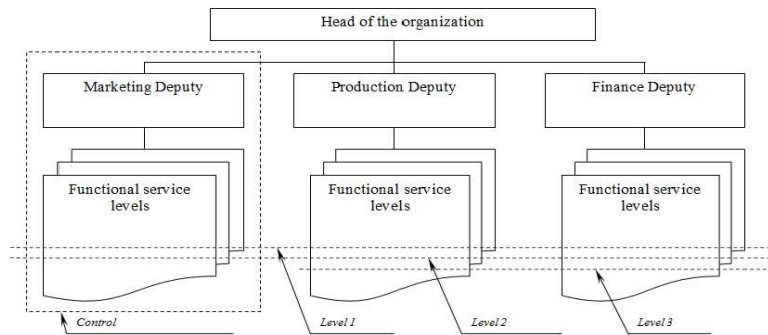 Head of the organization
Marketing Deputy
Production Deputy
Finance Deputy
Functional service
levels
Functional service
levels
Functional service
levels
Control
Level 1
Level 2
Level 3